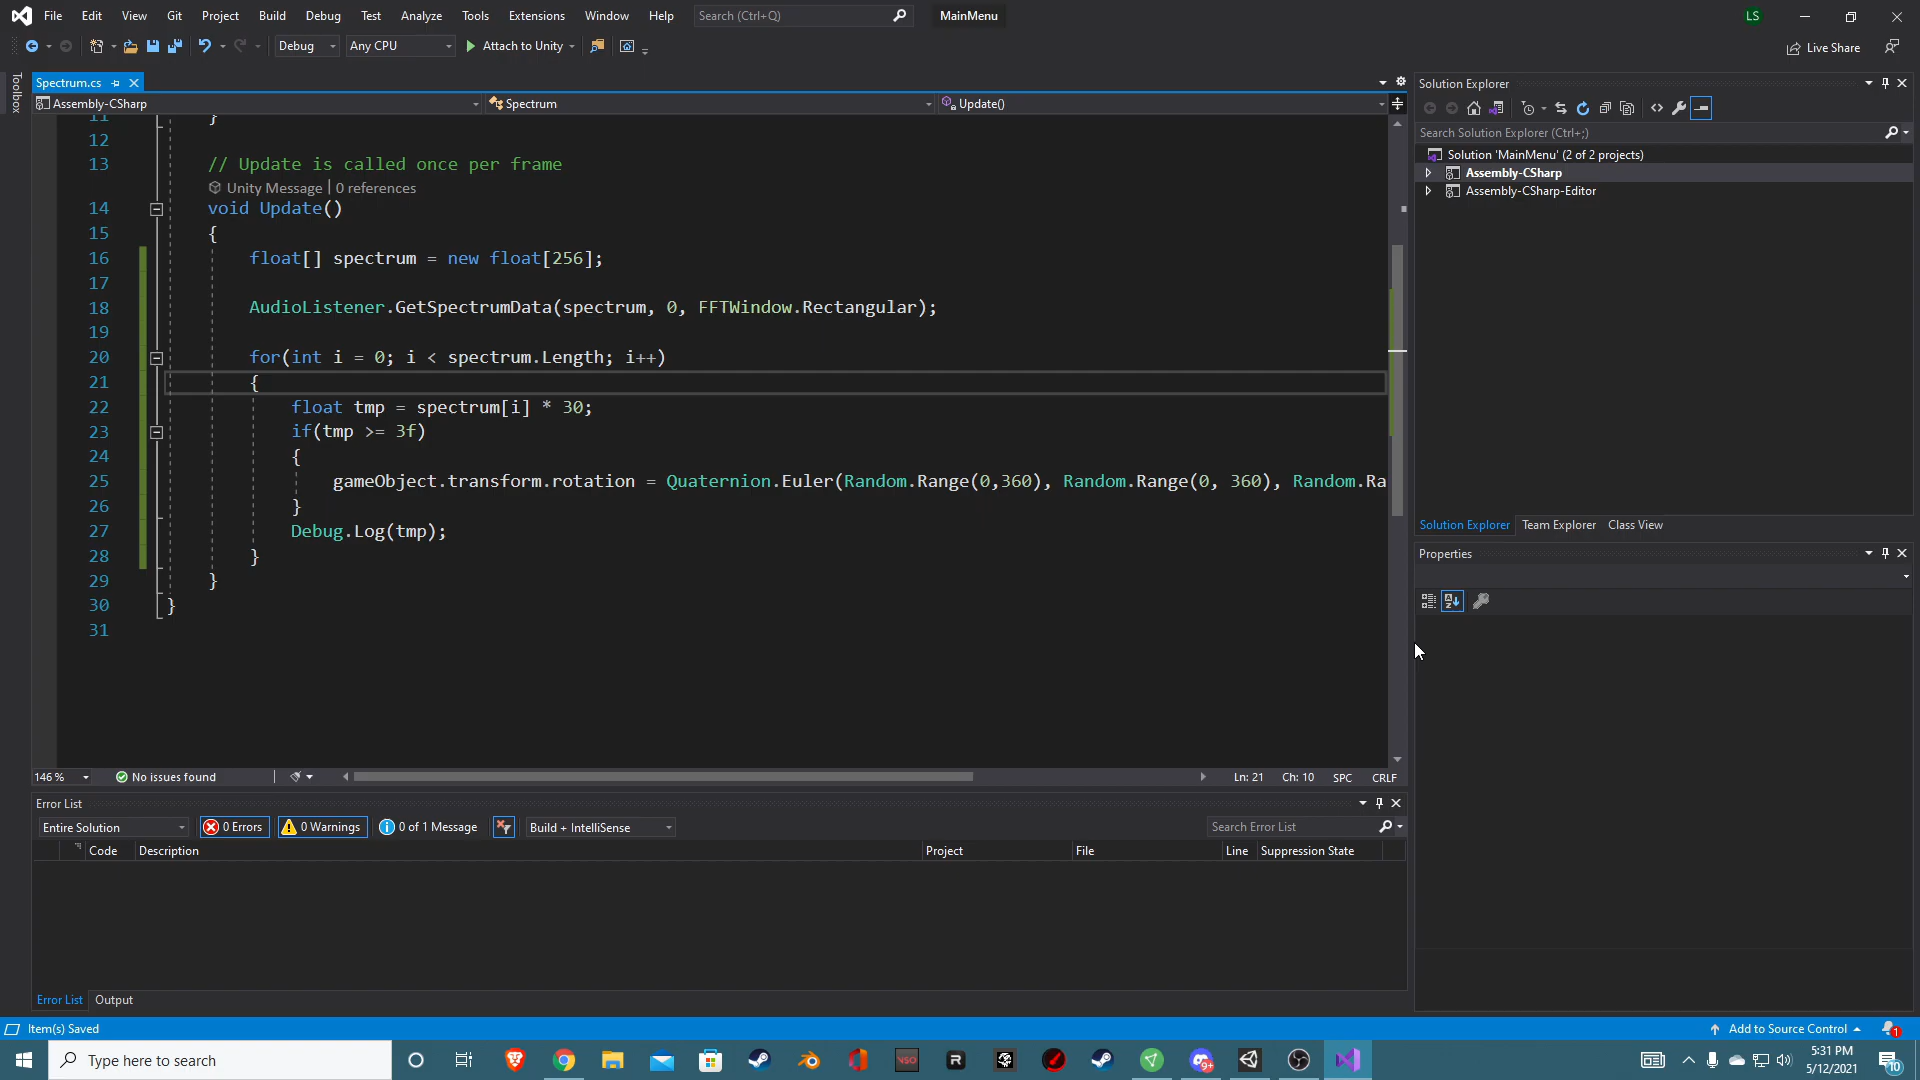 File Edit View Git Project Build Debug Test Analyze Tools Extensions Window Help Search (Ctrl+Q) MainMenu LS
Debug Any CPU Attach to Unity Live Share
Toolbox
Spectrum.cs
Assembly-CSharp Spectrum Update()
11 }
12
13 // Update is called once per frame
Unity Message | 0 references
14 void Update()
15 {
16 float[] spectrum = new float[256];
17
18 AudioListener.GetSpectrumData(spectrum, 0, FFTWindow.Rectangular);
19
20 for(int i = 0; i < spectrum.Length; i++)
21 {
22 float tmp = spectrum[i] * 30;
23 if(tmp >= 3f)
24 {
25 gameObject.transform.rotation = Quaternion.Euler(Random.Range(0,360), Random.Range(0, 360), Random.Ra
26 }
27 Debug.Log(tmp);
28 }
29 }
30 }
31
146 % No issues found Ln: 21 Ch: 10 SPC CRLF
Error List
Entire Solution 0 Errors 0 Warnings 0 of 1 Message Build + IntelliSense Search Error List
Code Description Project File Line Suppression State
Error List Output
Solution Explorer
Search Solution Explorer (Ctrl+;)
Solution 'MainMenu' (2 of 2 projects)
Assembly-CSharp
Assembly-CSharp-Editor
Solution Explorer Team Explorer Class View
Properties
Item(s) Saved Add to Source Control 1
Type here to search VSO R 9+ 5:31 PM
5/12/2021 10